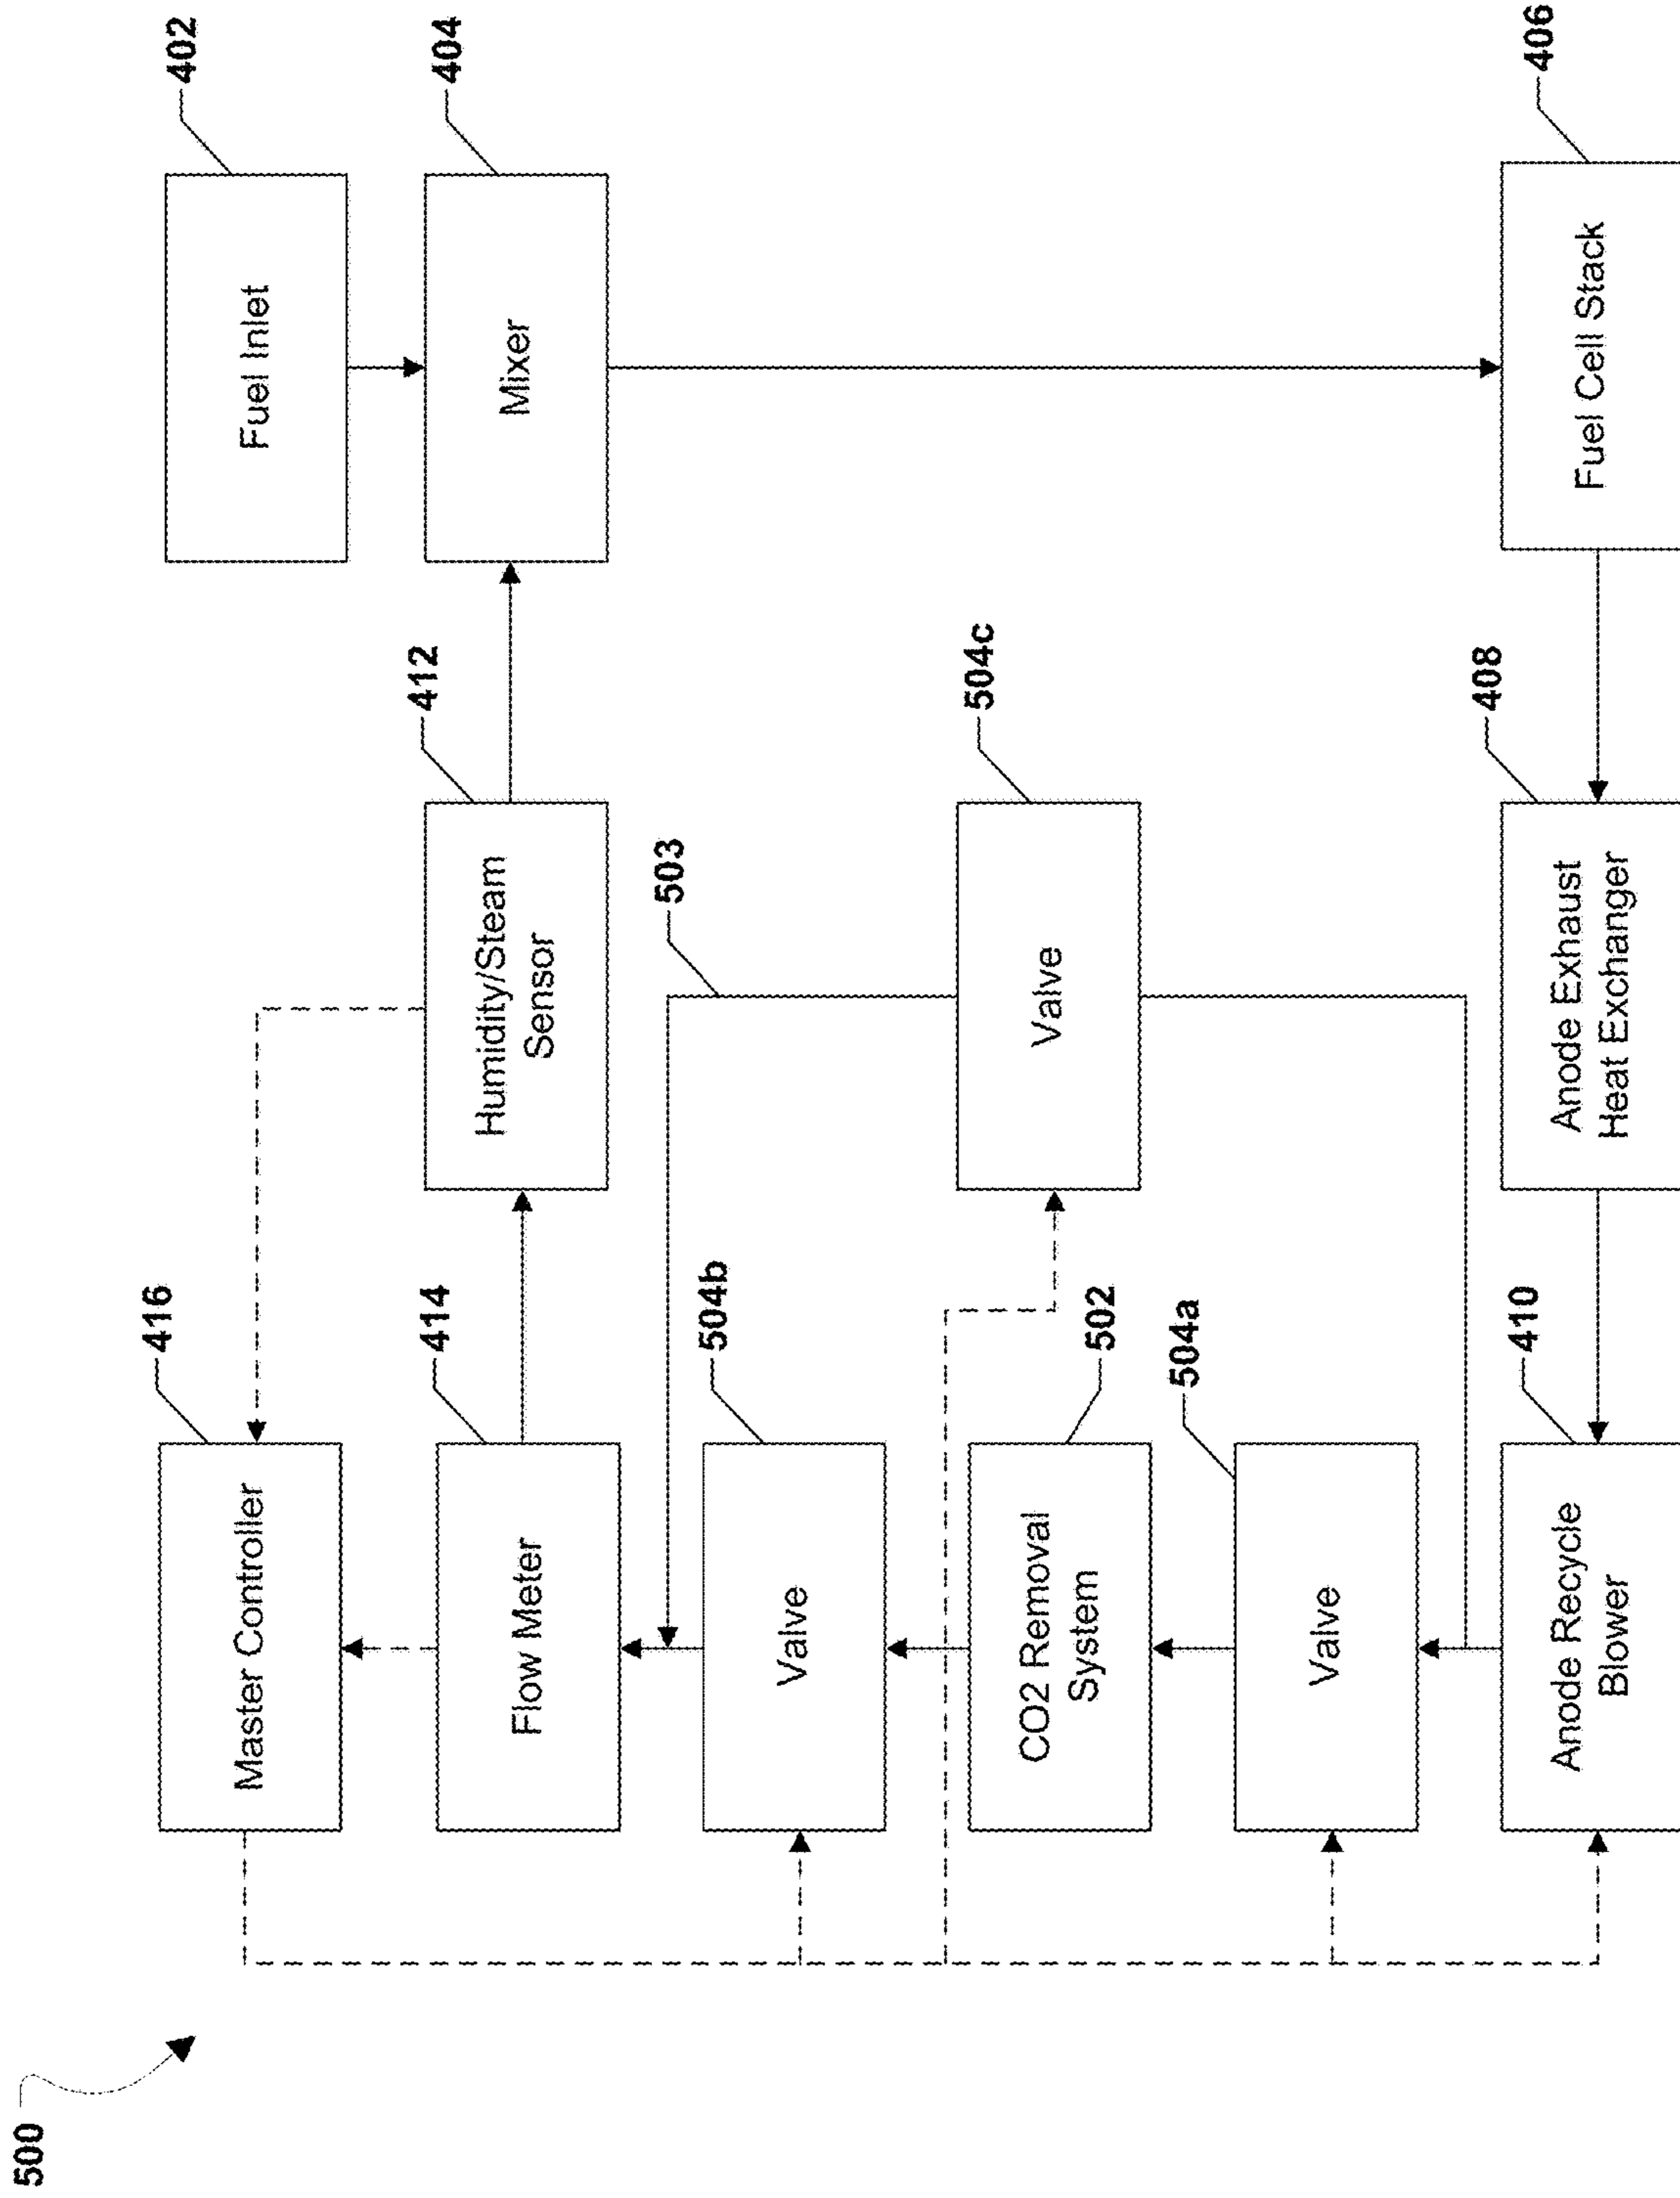 500
416
Master Controller
414
Flow Meter
504b
Valve
502
CO2 Removal
System
504a
Valve
410
Anode Recycle
Blower
412
Humidity/Steam
Sensor
503
504c
Valve
408
Anode Exhaust
Heat Exchanger
402
Fuel Inlet
404
Mixer
406
Fuel Cell Stack